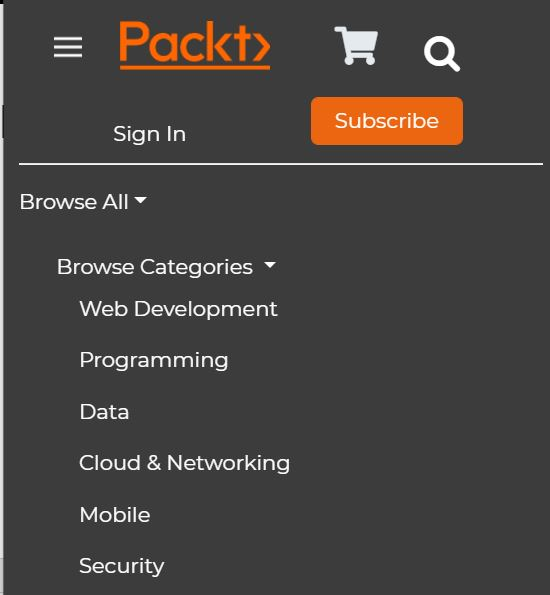 Packt
Sign In
Subscribe
Browse All
Browse Categories
Web Development
Programming
Data
Cloud & Networking
Mobile
Security